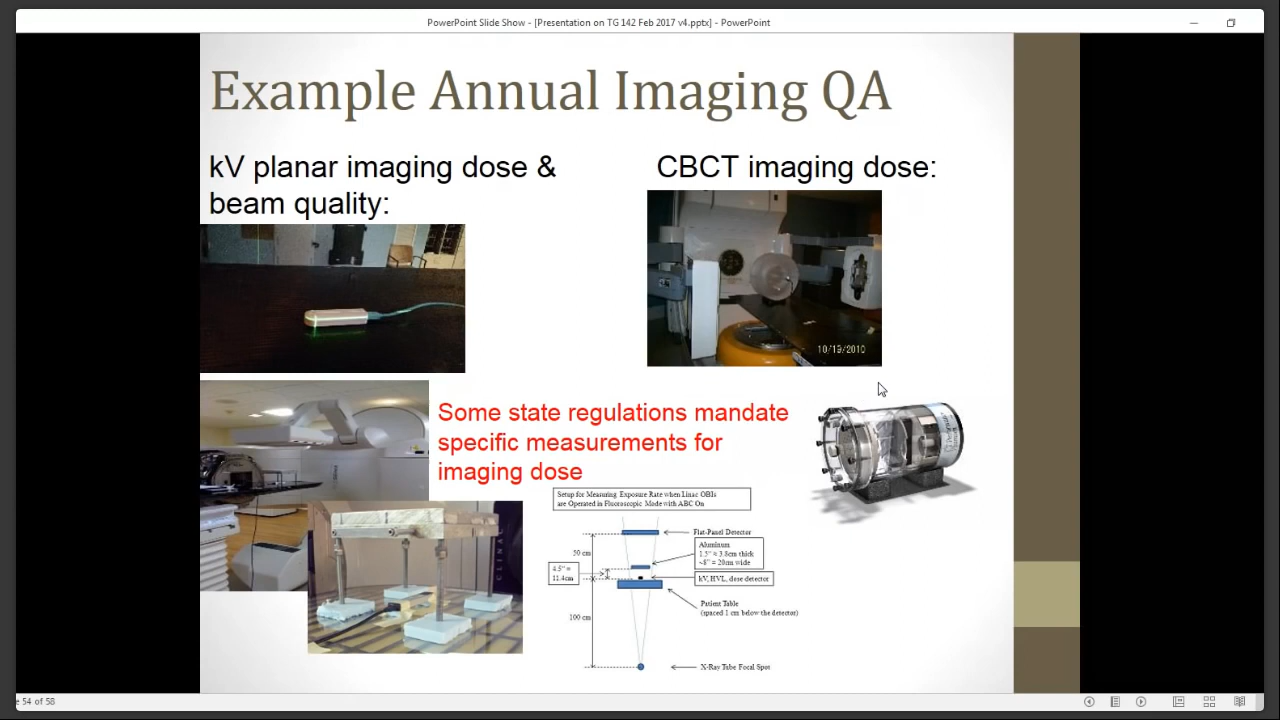 PowerPoint Slide Show - [Presentation on TG 142 Feb 2017 v4.pptx] - PowerPoint
Example Annual Imaging QA
kV planar imaging dose &
beam quality:
CBCT imaging dose:
10/19/2010
Some state regulations mandate
specific measurements for
imaging dose
Setup for Measuring Exposure Rate when Linac OBIs
are Operated in Fluoroscopic Mode with ABC On
Flat-Panel Detector
50 cm
Aluminum
1.5" ≈ 3.8cm thick
~8" = 20cm wide
4.5" =
11.4cm
kV, HVL, dose detector
Patient Table
(spaced 1 cm below the detector)
100 cm
X-Ray Tube Focal Spot
CLINAC
e 54 of 58